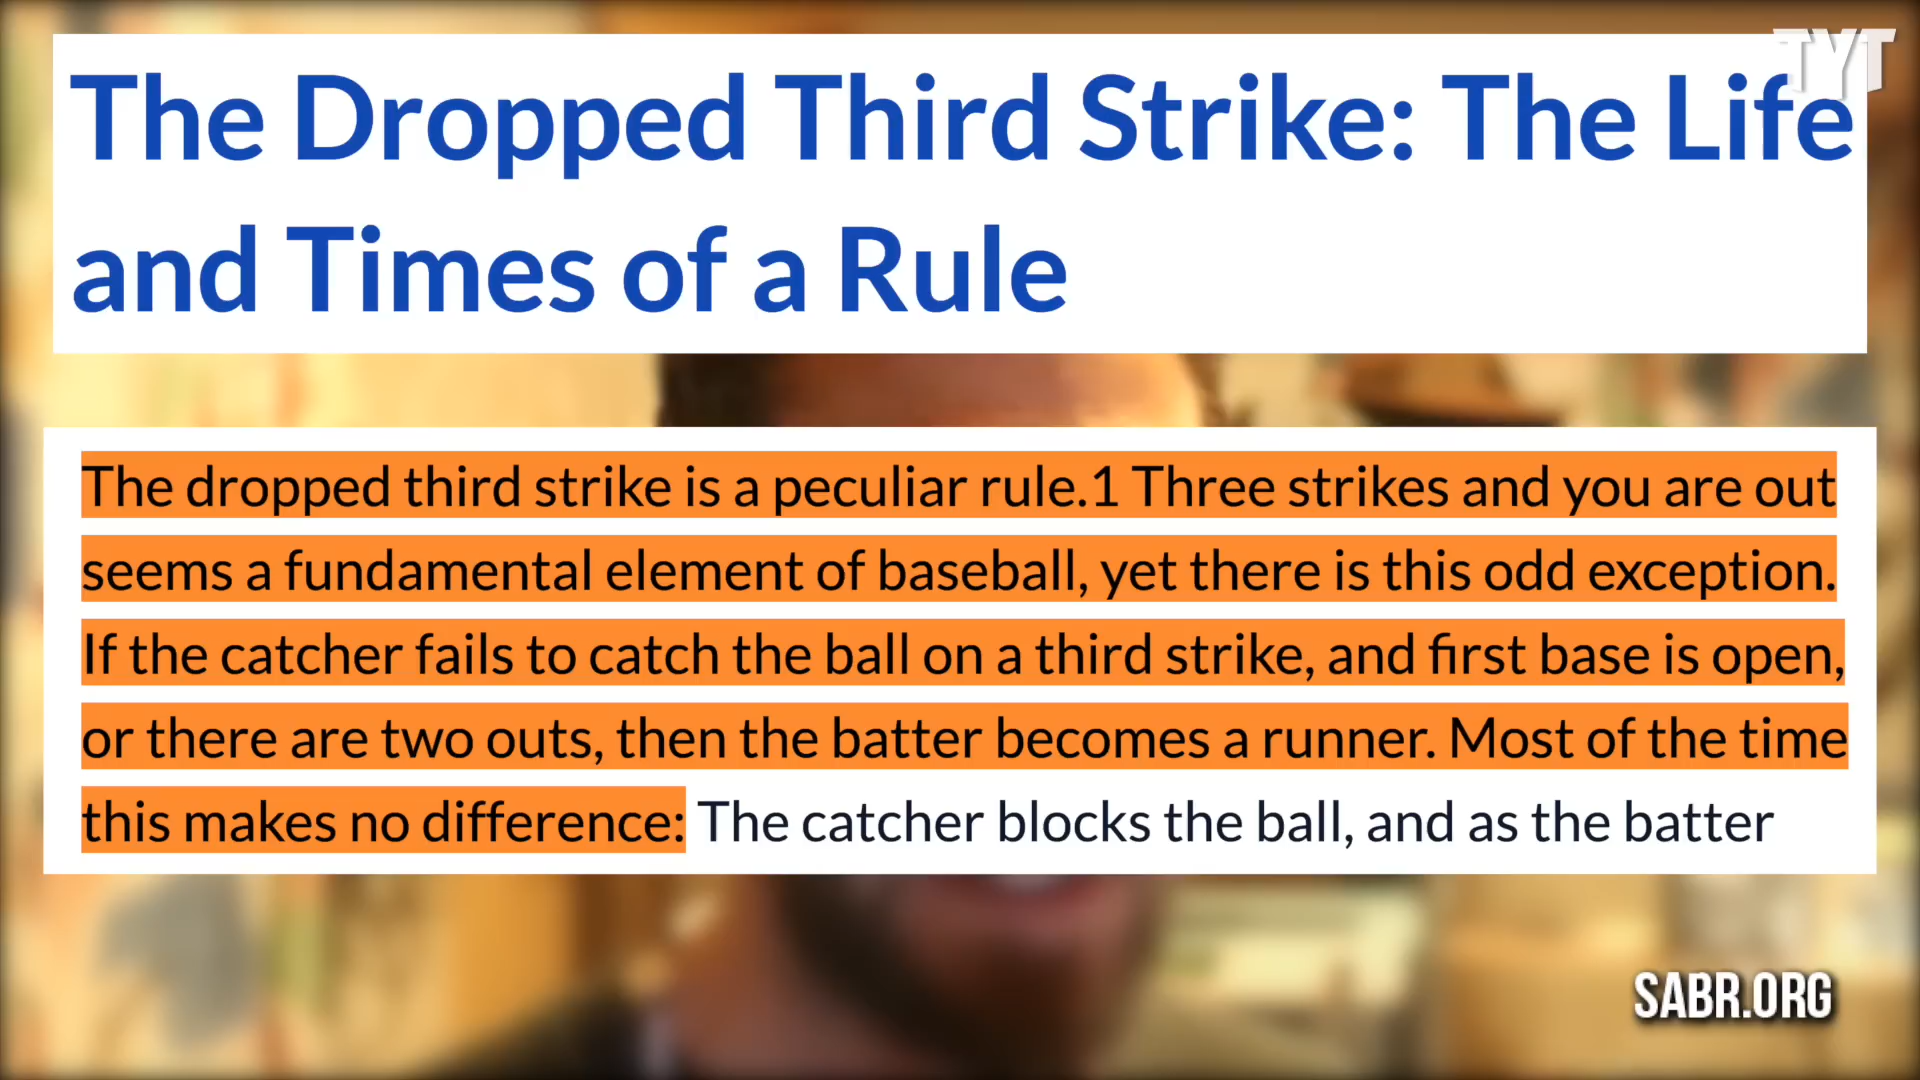 TYT
The Dropped Third Strike: The Life
and Times of a Rule
The dropped third strike is a peculiar rule.1 Three strikes and you are out
seems a fundamental element of baseball, yet there is this odd exception.
If the catcher fails to catch the ball on a third strike, and first base is open,
or there are two outs, then the batter becomes a runner. Most of the time
this makes no difference: The catcher blocks the ball, and as the batter
SABR.ORG